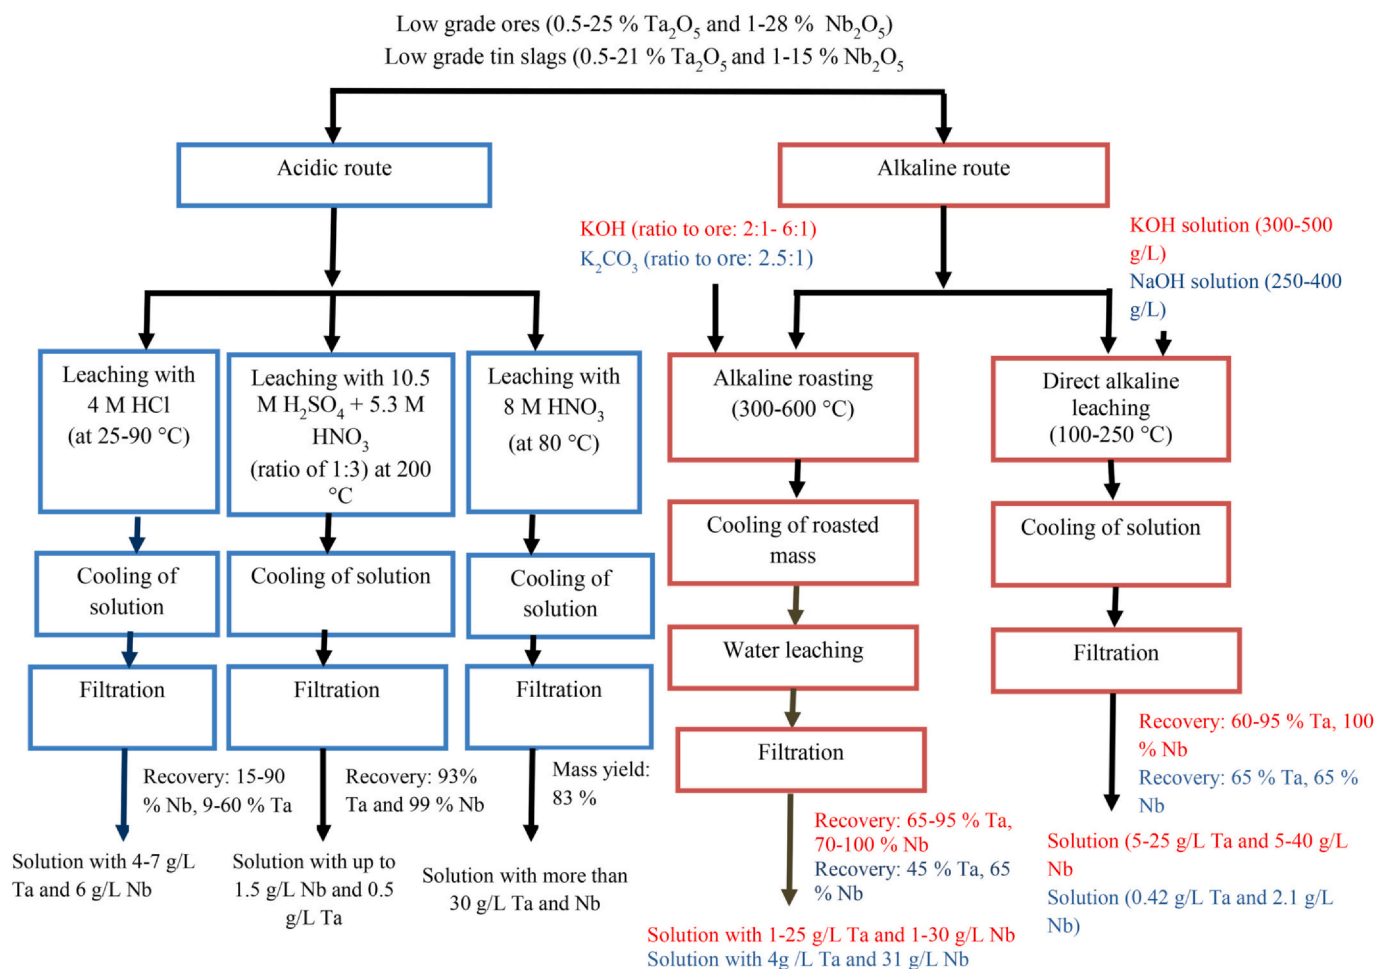 Low grade ores (0.5-25 % Ta₂O₅ and 1-28 % Nb₂O₅)
Low grade tin slags (0.5-21 % Ta₂O₅ and 1-15 % Nb₂O₅
Acidic route
Alkaline route
KOH (ratio to ore: 2:1- 6:1)
K₂CO₃ (ratio to ore: 2.5:1)
KOH solution (300-500
g/L)
NaOH solution (250-400
g/L)
Leaching with
4 M HCl
(at 25-90 °C)
Leaching with 10.5
M H₂SO₄ + 5.3 M
HNO₃
(ratio of 1:3) at 200
°C
Leaching with
8 M HNO₃
(at 80 °C)
Alkaline roasting
(300-600 °C)
Direct alkaline
leaching
(100-250 °C)
Cooling of
solution
Cooling of solution
Cooling of
solution
Cooling of roasted
mass
Cooling of solution
Water leaching
Filtration
Filtration
Filtration
Filtration
Filtration
Recovery: 15-90
% Nb, 9-60 % Ta
Recovery: 93%
Ta and 99 % Nb
Mass yield:
83 %
Recovery: 65-95 % Ta,
70-100 % Nb
Recovery: 45 % Ta, 65
% Nb
Recovery: 60-95 % Ta, 100
% Nb
Recovery: 65 % Ta, 65 %
Nb
Solution with 4-7 g/L
Ta and 6 g/L Nb
Solution with up to
1.5 g/L Nb and 0.5
g/L Ta
Solution with more than
30 g/L Ta and Nb
Solution with 1-25 g/L Ta and 1-30 g/L Nb
Solution with 4g /L Ta and 31 g/L Nb
Solution (5-25 g/L Ta and 5-40 g/L
Nb
Solution (0.42 g/L Ta and 2.1 g/L
Nb)